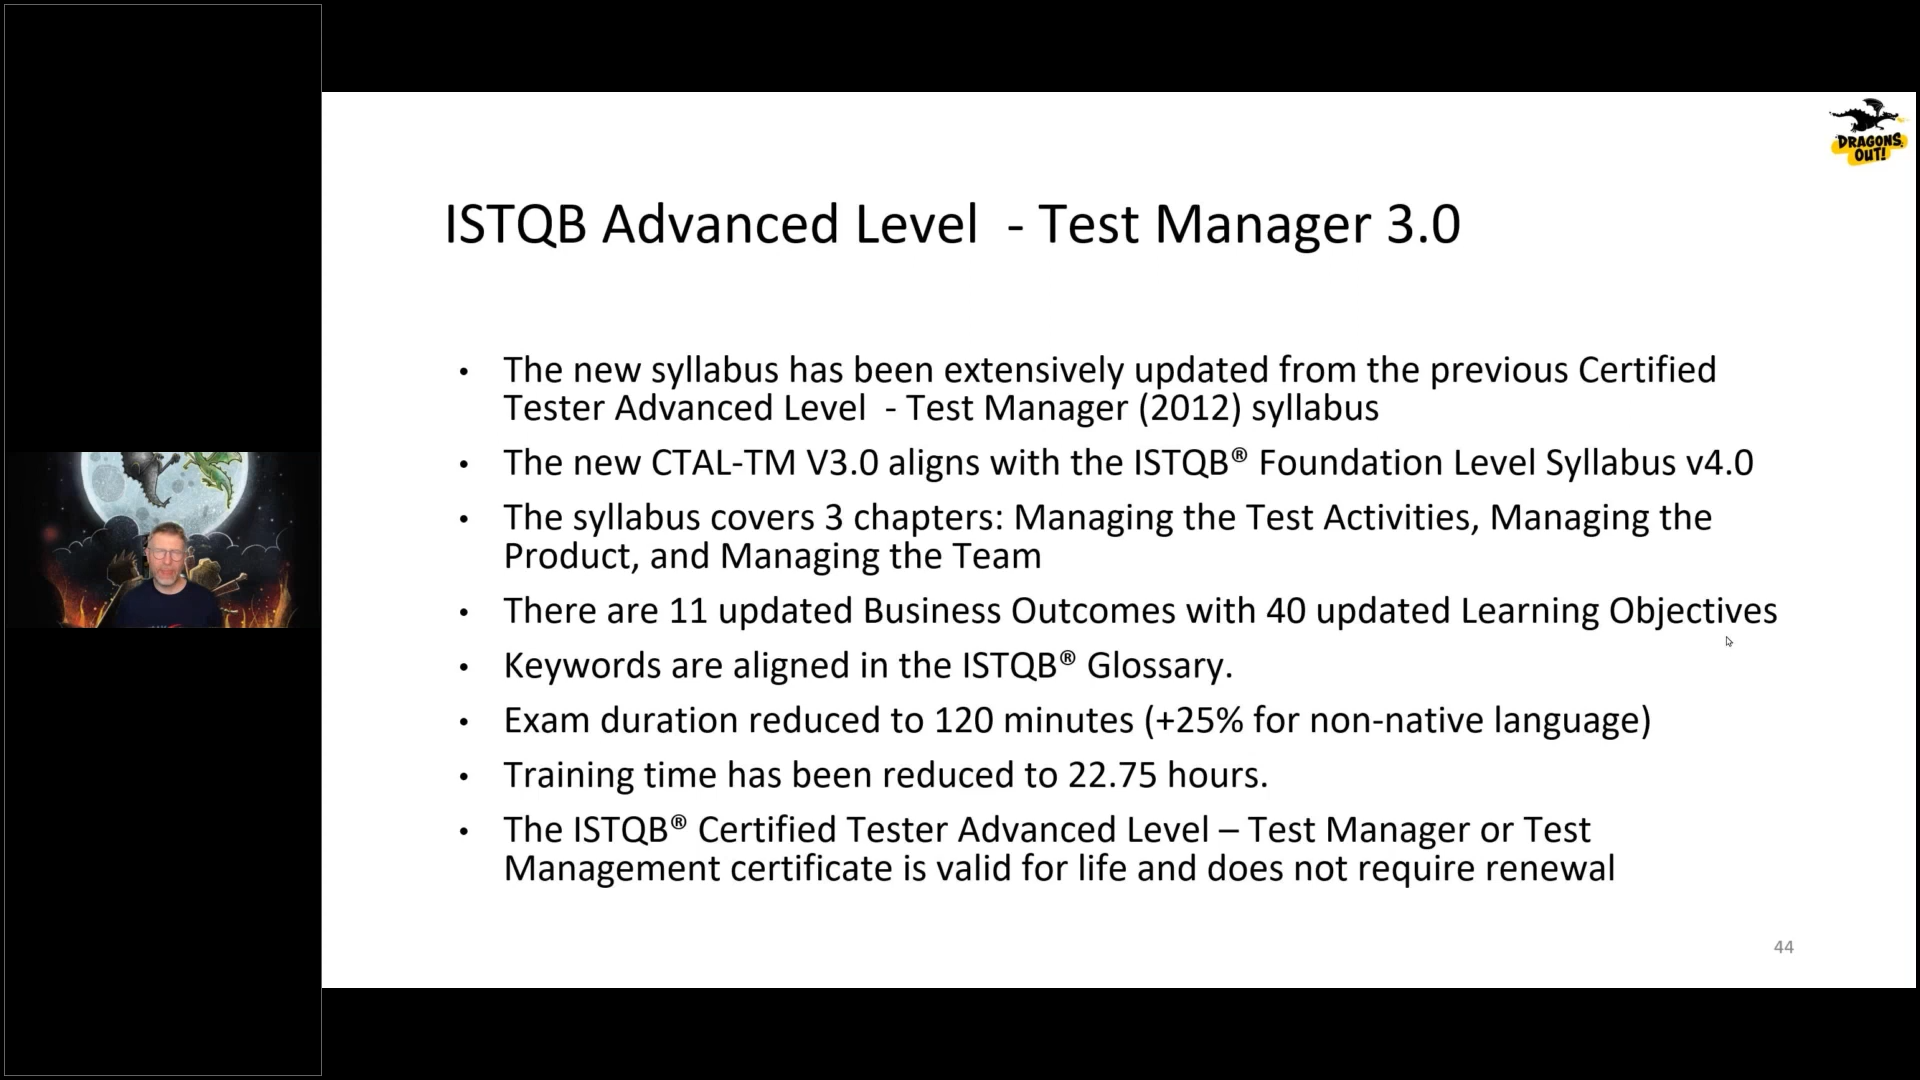 DRAGONS
OUT!
ISTQB Advanced Level  - Test Manager 3.0
• The new syllabus has been extensively updated from the previous Certified
Tester Advanced Level  - Test Manager (2012) syllabus
• The new CTAL-TM V3.0 aligns with the ISTQB® Foundation Level Syllabus v4.0
• The syllabus covers 3 chapters: Managing the Test Activities, Managing the
Product, and Managing the Team
• There are 11 updated Business Outcomes with 40 updated Learning Objectives
• Keywords are aligned in the ISTQB® Glossary.
• Exam duration reduced to 120 minutes (+25% for non-native language)
• Training time has been reduced to 22.75 hours.
• The ISTQB® Certified Tester Advanced Level – Test Manager or Test
Management certificate is valid for life and does not require renewal
44